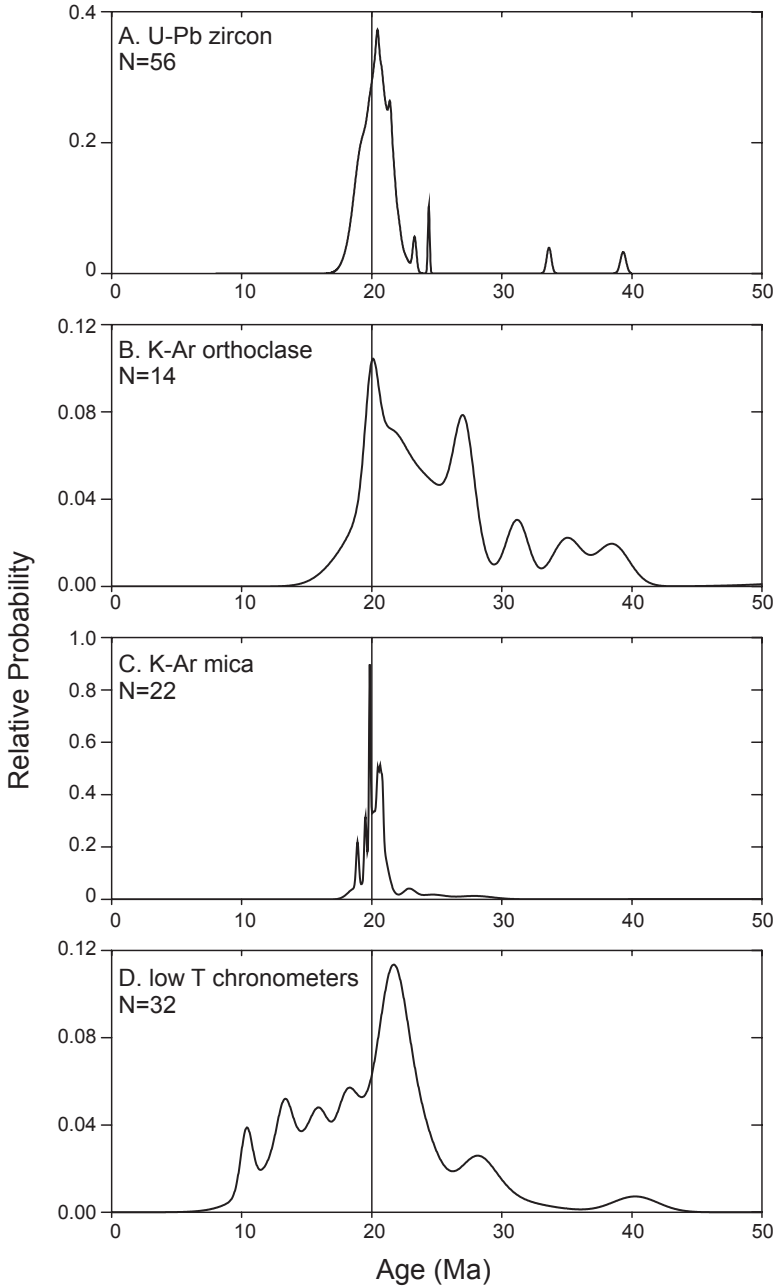 Relative Probability
0.4
A. U-Pb zircon
N=56
0.2
0
0 10 20 30 40 50
0.12
B. K-Ar orthoclase
N=14
0.08
0.04
0.00
0 10 20 30 40 50
1.0
C. K-Ar mica
N=22
0.8
0.6
0.4
0.2
0
0 10 20 30 40 50
0.12
D. low T chronometers
N=32
0.08
0.04
0.00
0 10 20 30 40 50
Age (Ma)